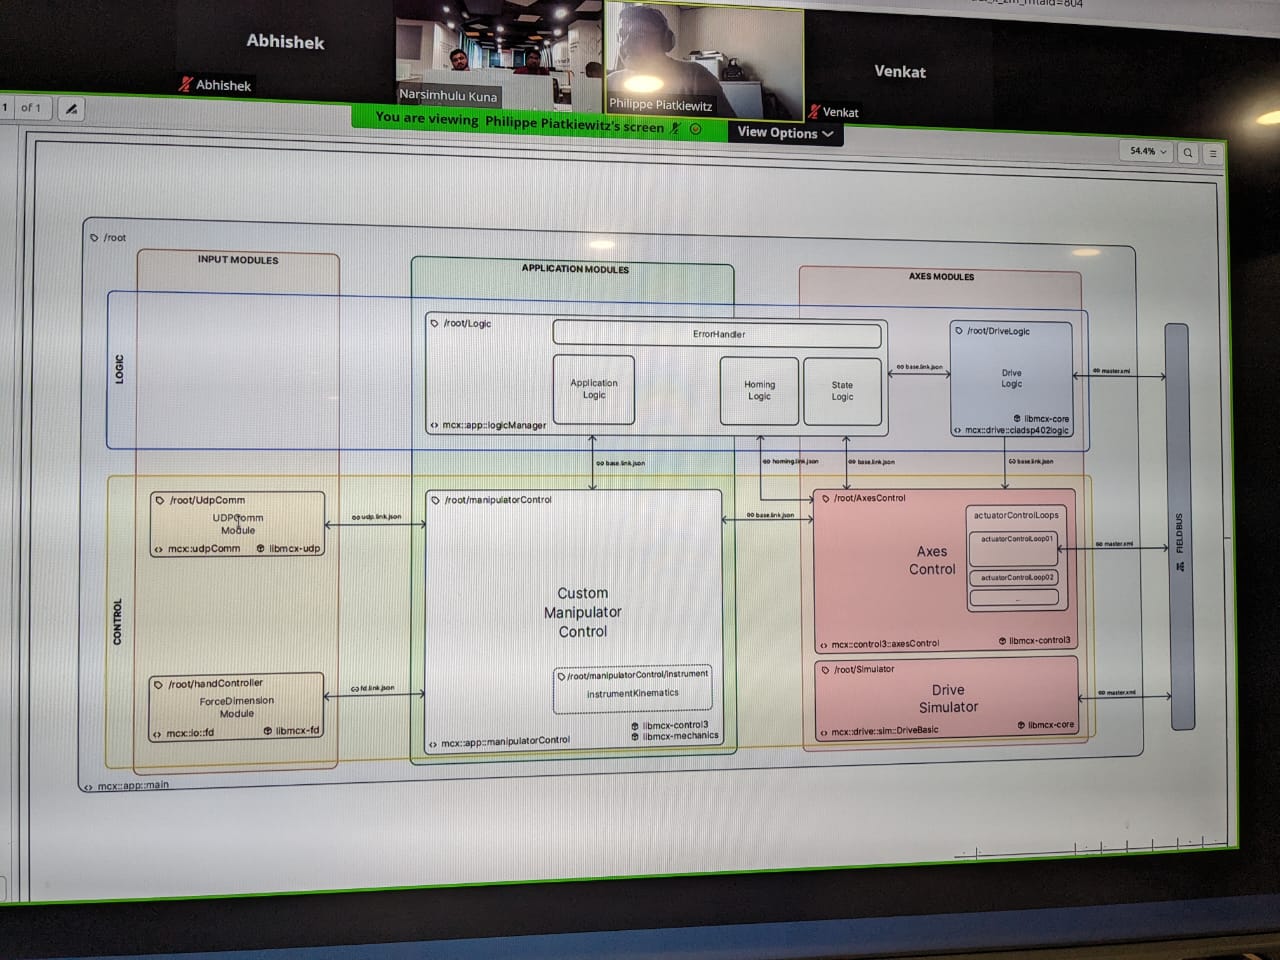 Abhishek
Abhishek
Narsimhulu Kuna
Philippe Piatkiewitz
Venkat
Venkat
1 of 1
You are viewing Philippe Piatkiewitz's screen
View Options
54.4%
/root
INPUT MODULES
APPLICATION MODULES
AXES MODULES
LOGIC
/root/Logic
ErrorHandler
Application
Logic
Homing
Logic
State
Logic
<> mcx::app::logicManager
base.link.json
/root/DriveLogic
Drive
Logic
libmcx-core
<> mcx::drive::ciadsp402logic
master.xml
base.link.json
homing.link.json
base.link.json
base.link.json
CONTROL
/root/UdpComm
UDPComm
Module
<> mcx::udpComm
libmcx-udp
udp.link.json
/root/handController
ForceDimension
Module
<> mcx::io::fd
libmcx-fd
fd.link.json
/root/manipulatorControl
Custom
Manipulator
Control
/root/manipulatorControl/instrument
instrumentKinematics
libmcx-control3
libmcx-mechanics
<> mcx::app::manipulatorControl
base.link.json
/root/AxesControl
Axes
Control
actuatorControlLoops
actuatorControlLoop01
actuatorControlLoop02
...
<> mcx::control3::axesControl
libmcx-control3
master.xml
/root/Simulator
Drive
Simulator
<> mcx::drive::sim::DriveBasic
libmcx-core
master.xml
FIELDBUS
<> mcx::app::main